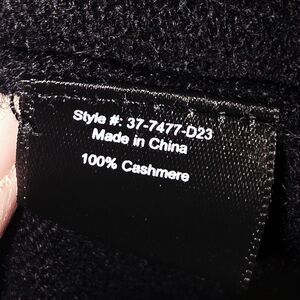 Style #: 37-7477-D23
Made in China
100% Cashmere